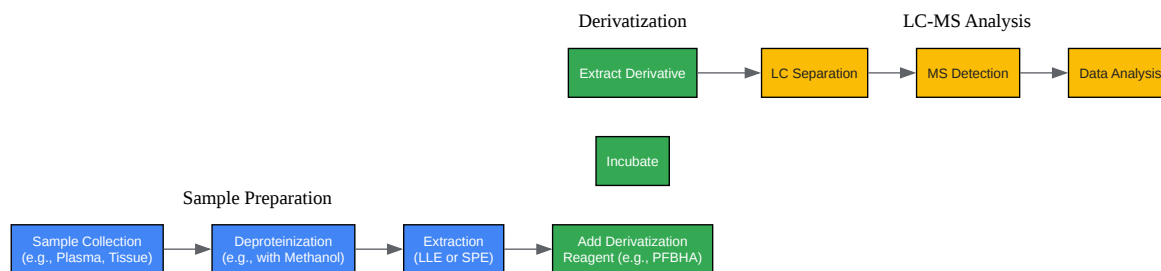 Derivatization
LC-MS Analysis
Extract Derivative
LC Separation
MS Detection
Data Analysis
Incubate
Sample Preparation
Sample Collection
(e.g., Plasma, Tissue)
Deproteinization
(e.g., with Methanol)
Extraction
(LLE or SPE)
Add Derivatization
Reagent (e.g., PFBHA)